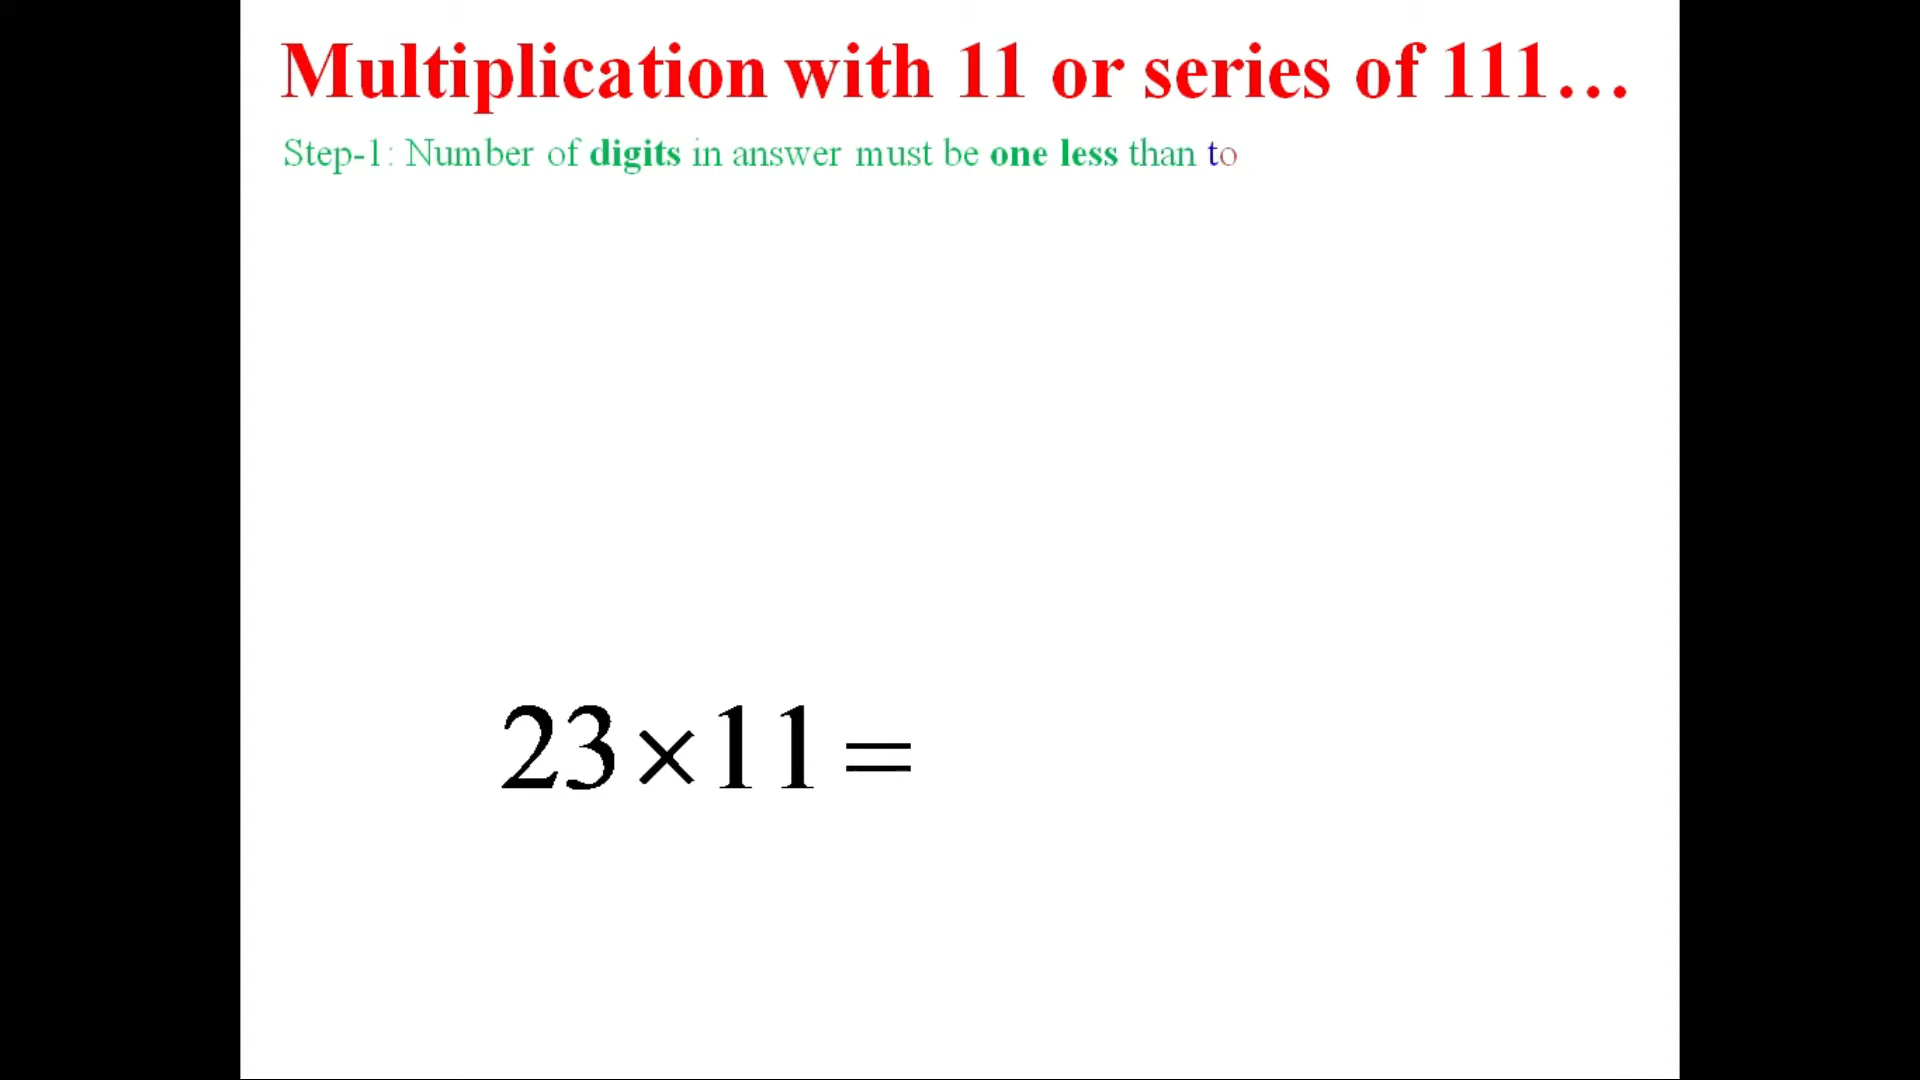 Multiplication with 11 or series of 111…
Step-1: Number of digits in answer must be one less than to
23×11=